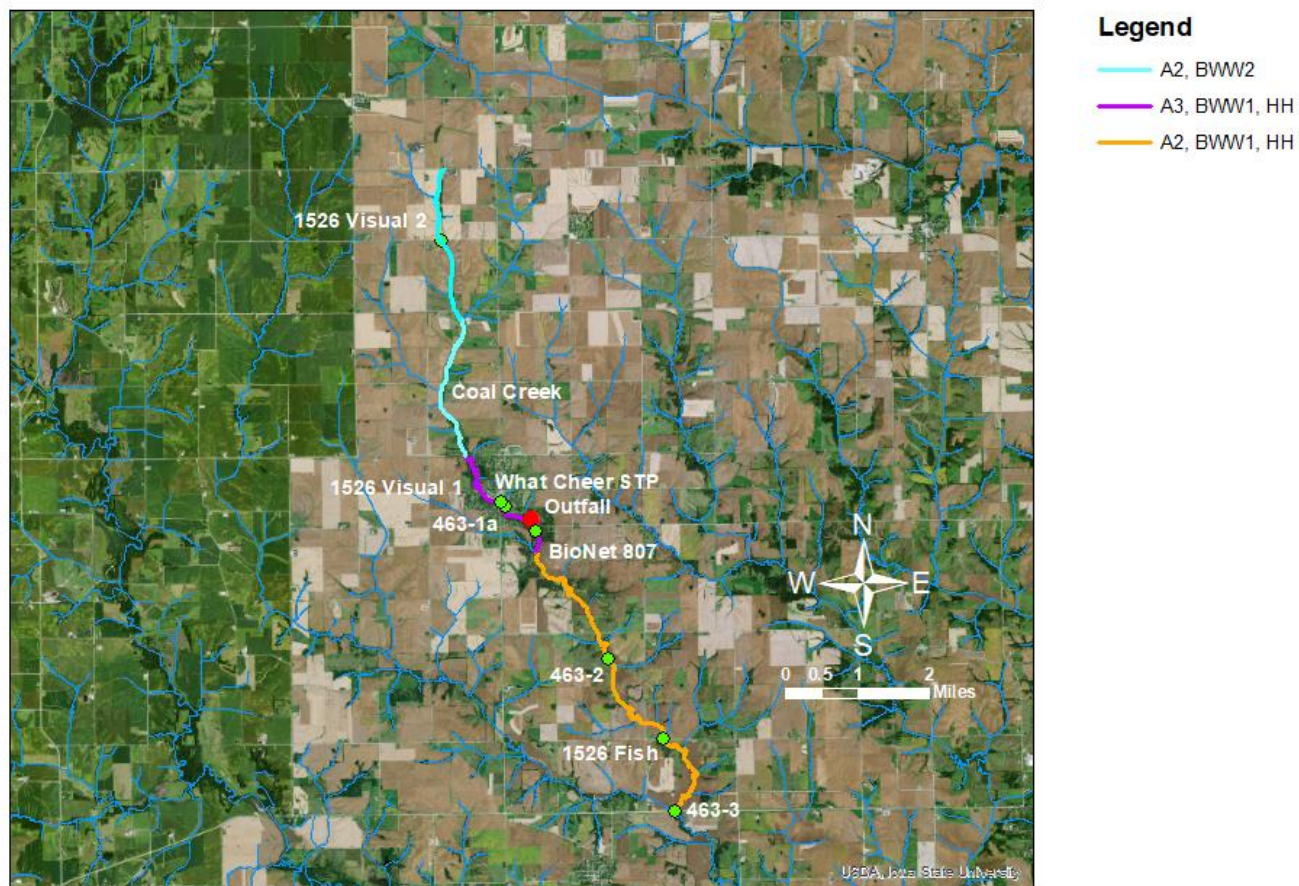 Legend
A2, BWW2
A3, BWW1, HH
A2, BWW1, HH
1526 Visual 2
Coal Creek
1526 Visual 1
What Cheer STP
Outfall
463-1a
BioNet 807
N
W
E
S
463-2
0 0.5 1 2
Miles
1526 Fish
463-3
USDA, Iowa State University